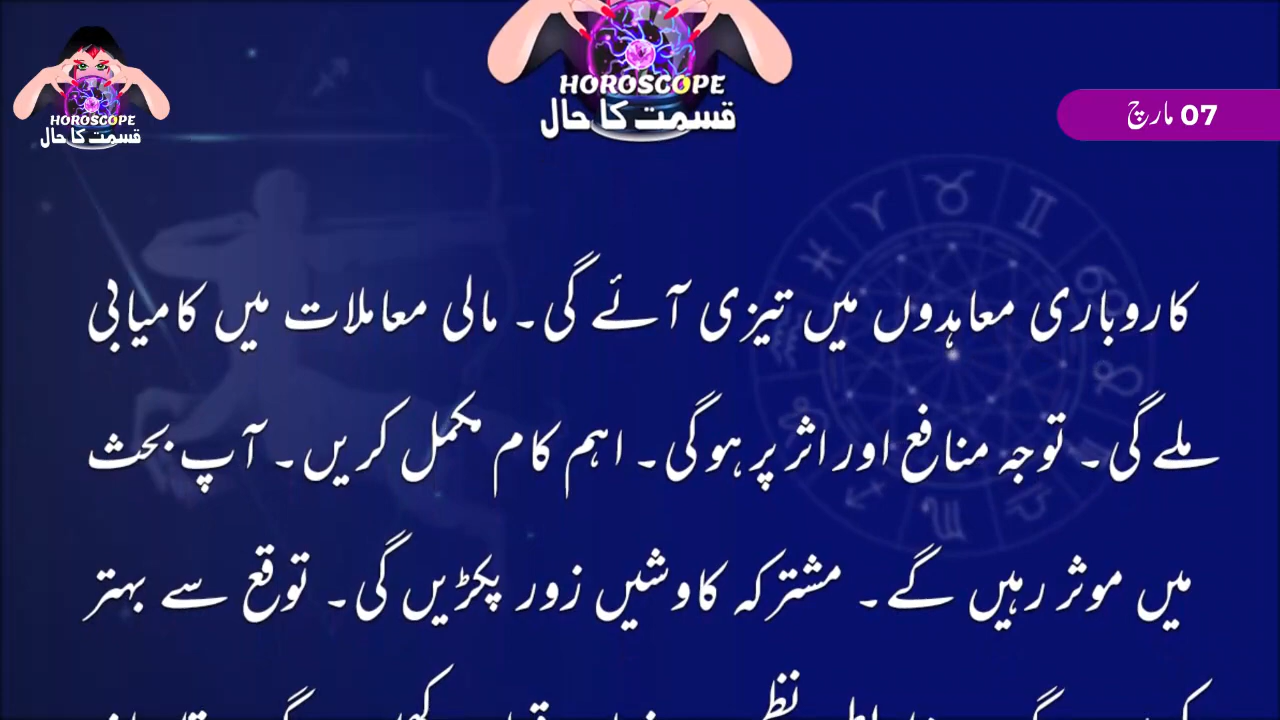 HOROSCOPE
قسمت کا حال
HOROSCOPE
قسمت کا حال
07 مارچ
کاروباری معاہدوں میں تیزی آئے گی۔ مالی معاملات میں کامیابی
ملے گی۔ توجہ منافع اور اثر پر ہوگی۔ اہم کام مکمل کریں۔ آپ بحث
میں موثر رہیں گے۔ مشترکہ کاوشیں زور پکڑیں گی۔ توقع سے بہتر